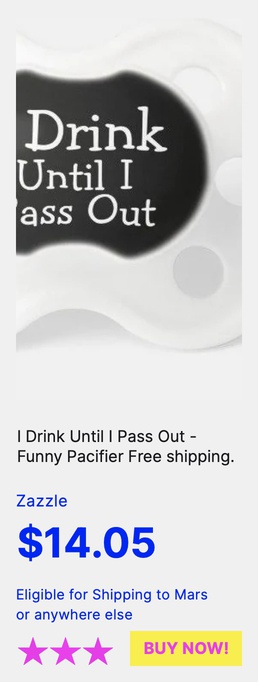 Drink
Until I
Pass Out
I Drink Until I Pass Out -
Funny Pacifier Free shipping.
Zazzle
$14.05
Eligible for Shipping to Mars
or anywhere else
BUY NOW!